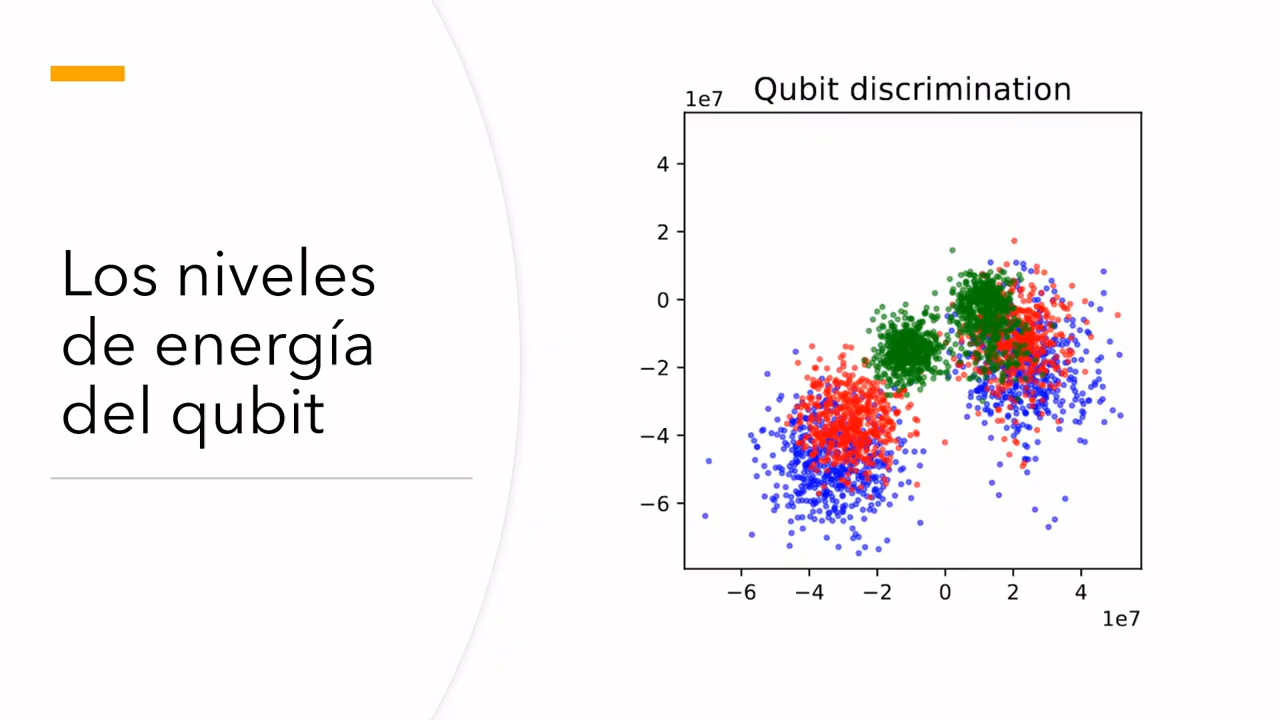 Los niveles
de energía
del qubit
Qubit discrimination
1e7
4
2
0
−2
−4
−6
−6 −4 −2 0 2 4
1e7